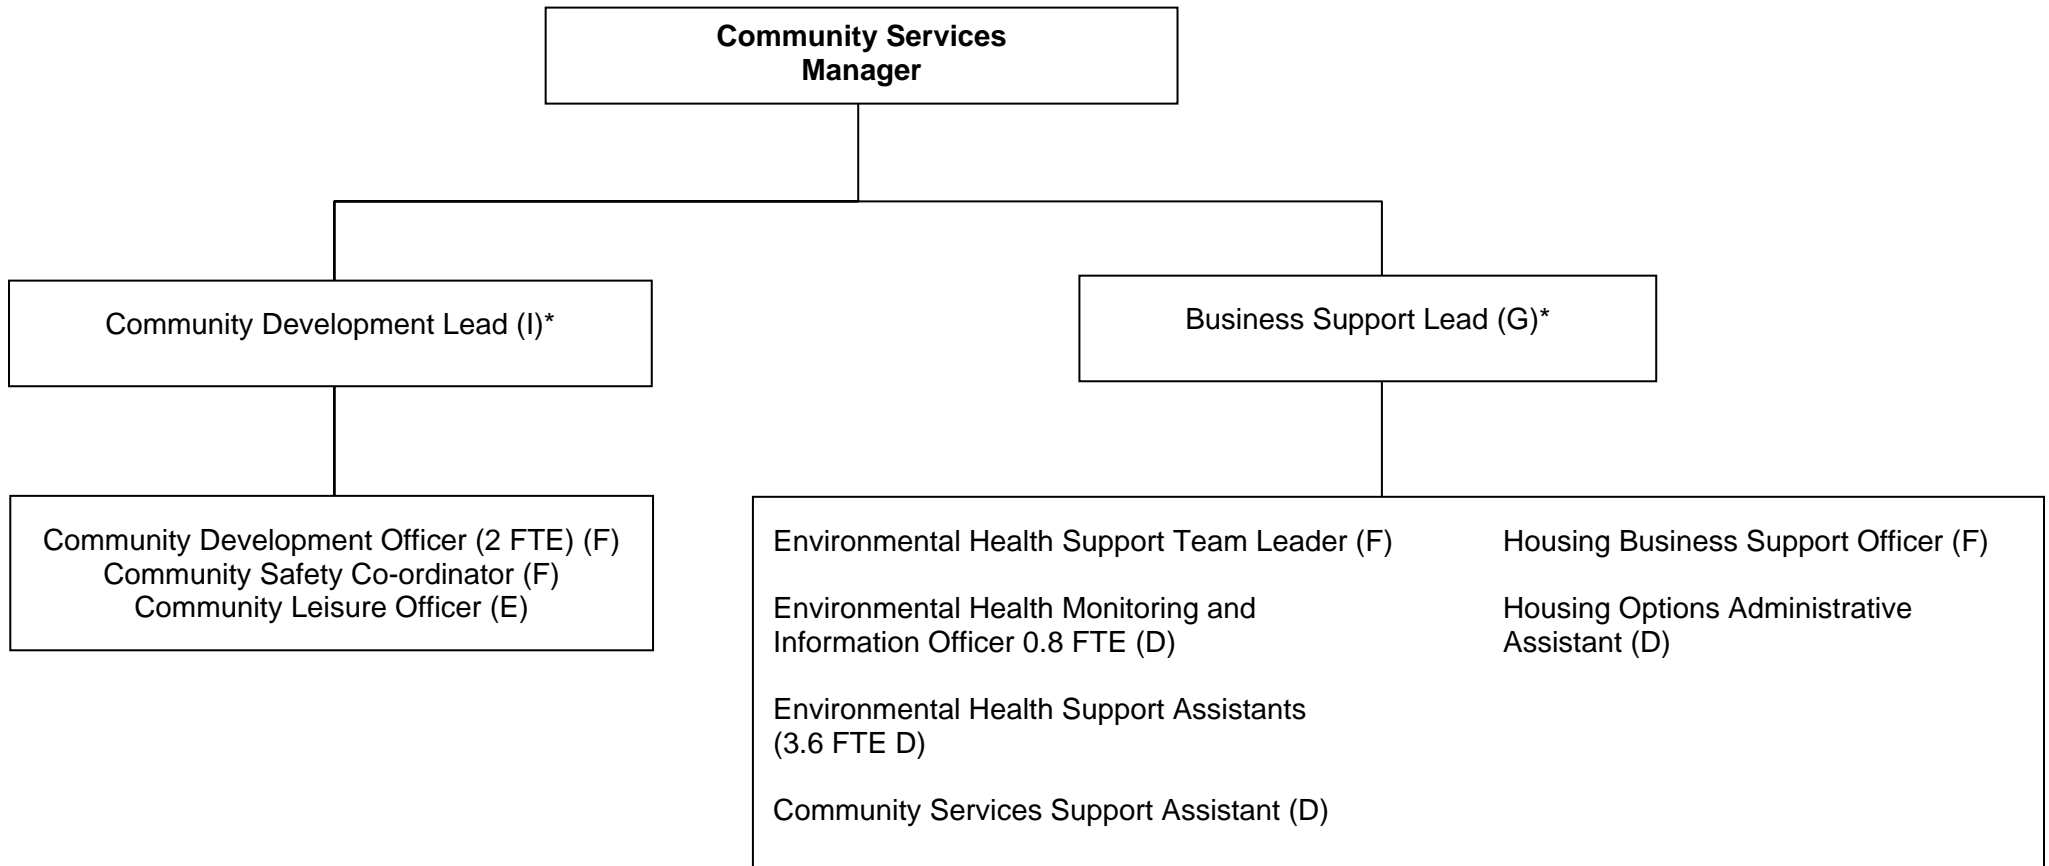 Community Services
Manager
Community Development Lead (I)*
Business Support Lead (G)*
Community Development Officer (2 FTE) (F)
Community Safety Co-ordinator (F)
Community Leisure Officer (E)
Environmental Health Support Team Leader (F)
Environmental Health Monitoring and
Information Officer 0.8 FTE (D)
Environmental Health Support Assistants
(3.6 FTE D)
Community Services Support Assistant (D)
Housing Business Support Officer (F)
Housing Options Administrative
Assistant (D)